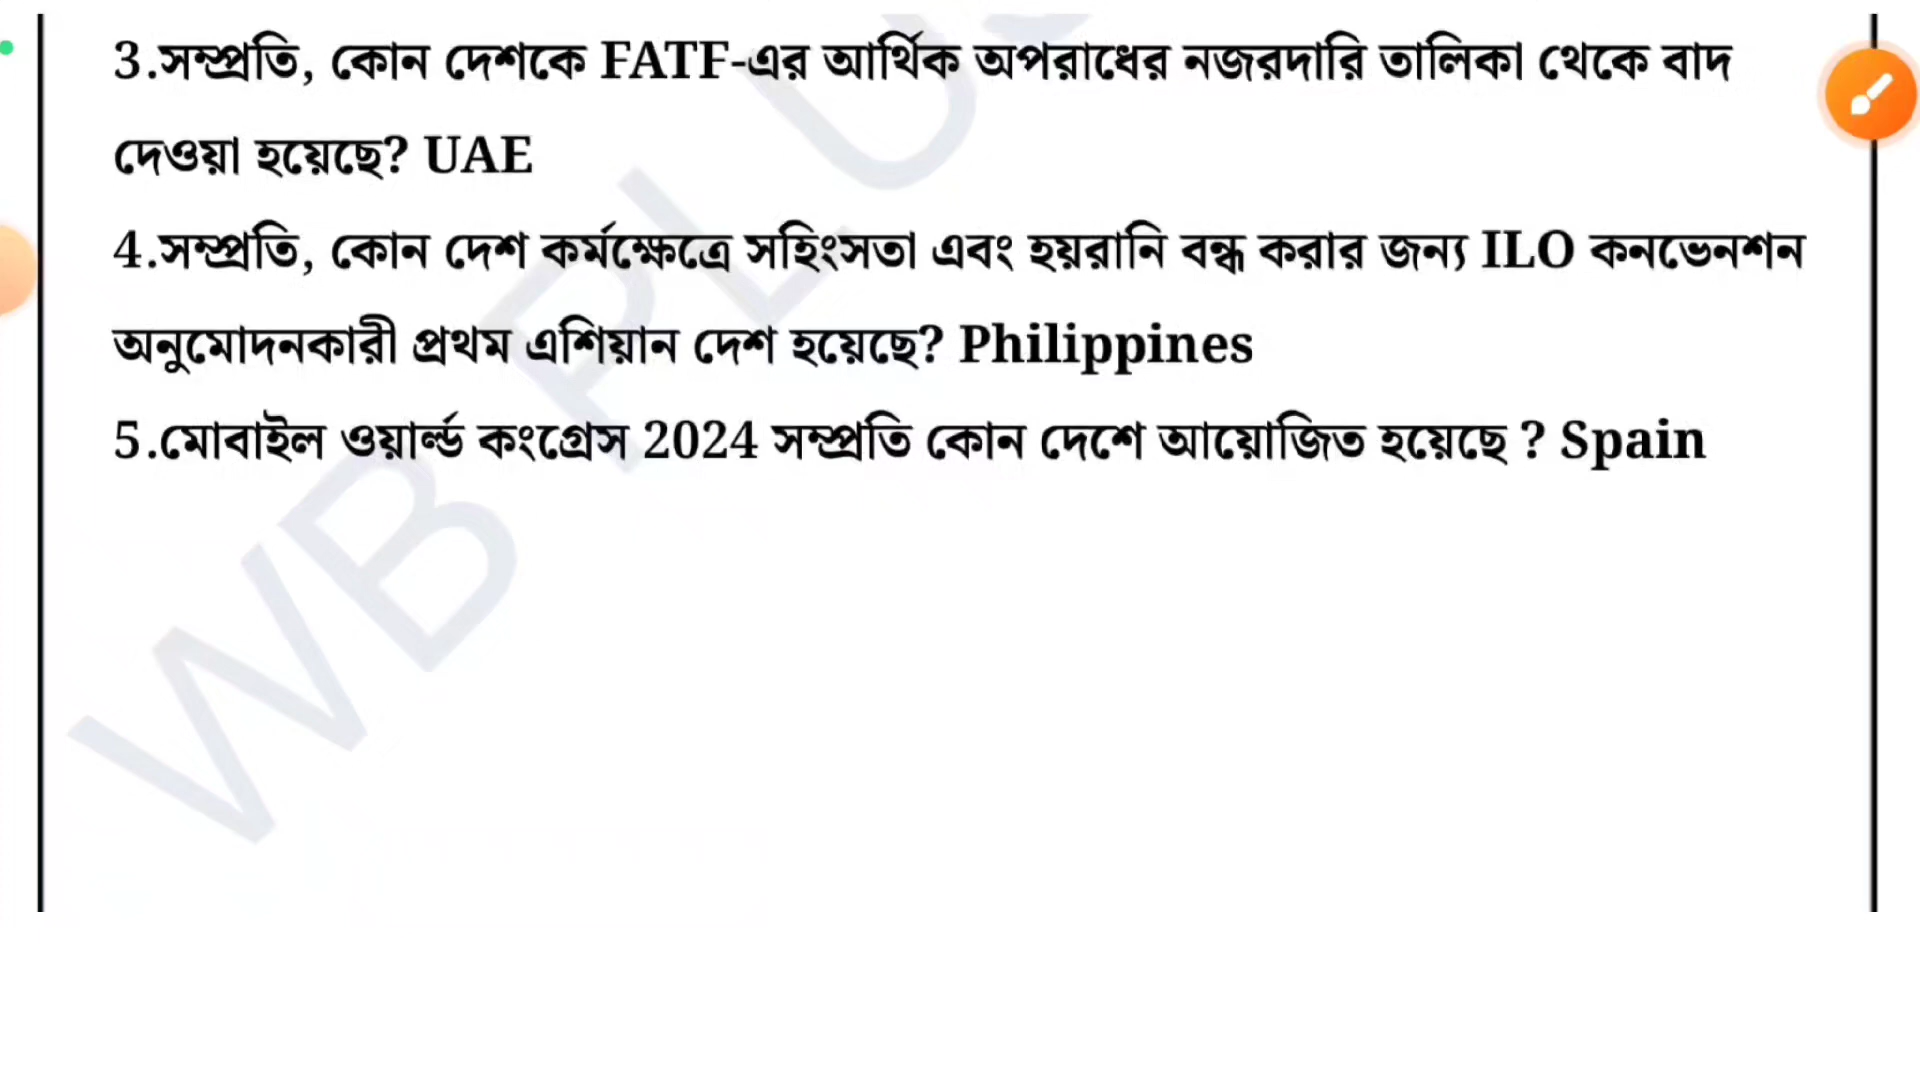 3.সম্প্রতি, কোন দেশকে FATF-এর আর্থিক অপরাধের নজরদারি তালিকা থেকে বাদ
দেওয়া হয়েছে? UAE
4.সম্প্রতি, কোন দেশ কর্মক্ষেত্রে সহিংসতা এবং হয়রানি বন্ধ করার জন্য ILO কনভেনশন
অনুমোদনকারী প্রথম এশিয়ান দেশ হয়েছে? Philippines
5.মোবাইল ওয়ার্ল্ড কংগ্রেস 2024 সম্প্রতি কোন দেশে আয়োজিত হয়েছে ? Spain
WB PLU